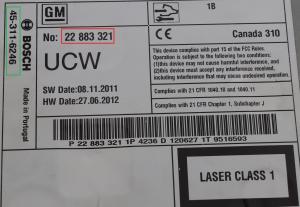 GM
1B
No: 22 883 321
CE
Canada 310
UCW
This device complies with part 15 of the FCC Rules.
Operation is subject to the following two conditions:
(1) this device may not cause harmful interference, and
(2) this device must accept any interference received,
including interference that may cause undesired operation.
SW Datum: 08.11.2011
HW Datum: 27.06.2012
Complies with 21 CFR 1040.10 and 1040.11
Complies with 21 CFR Chapter 1, Subchapter J
P 22 883 321 1P 4236 D 120627 1T 9516593
LASER CLASS 1
45-311-6246
BOSCH
Made in Portugal